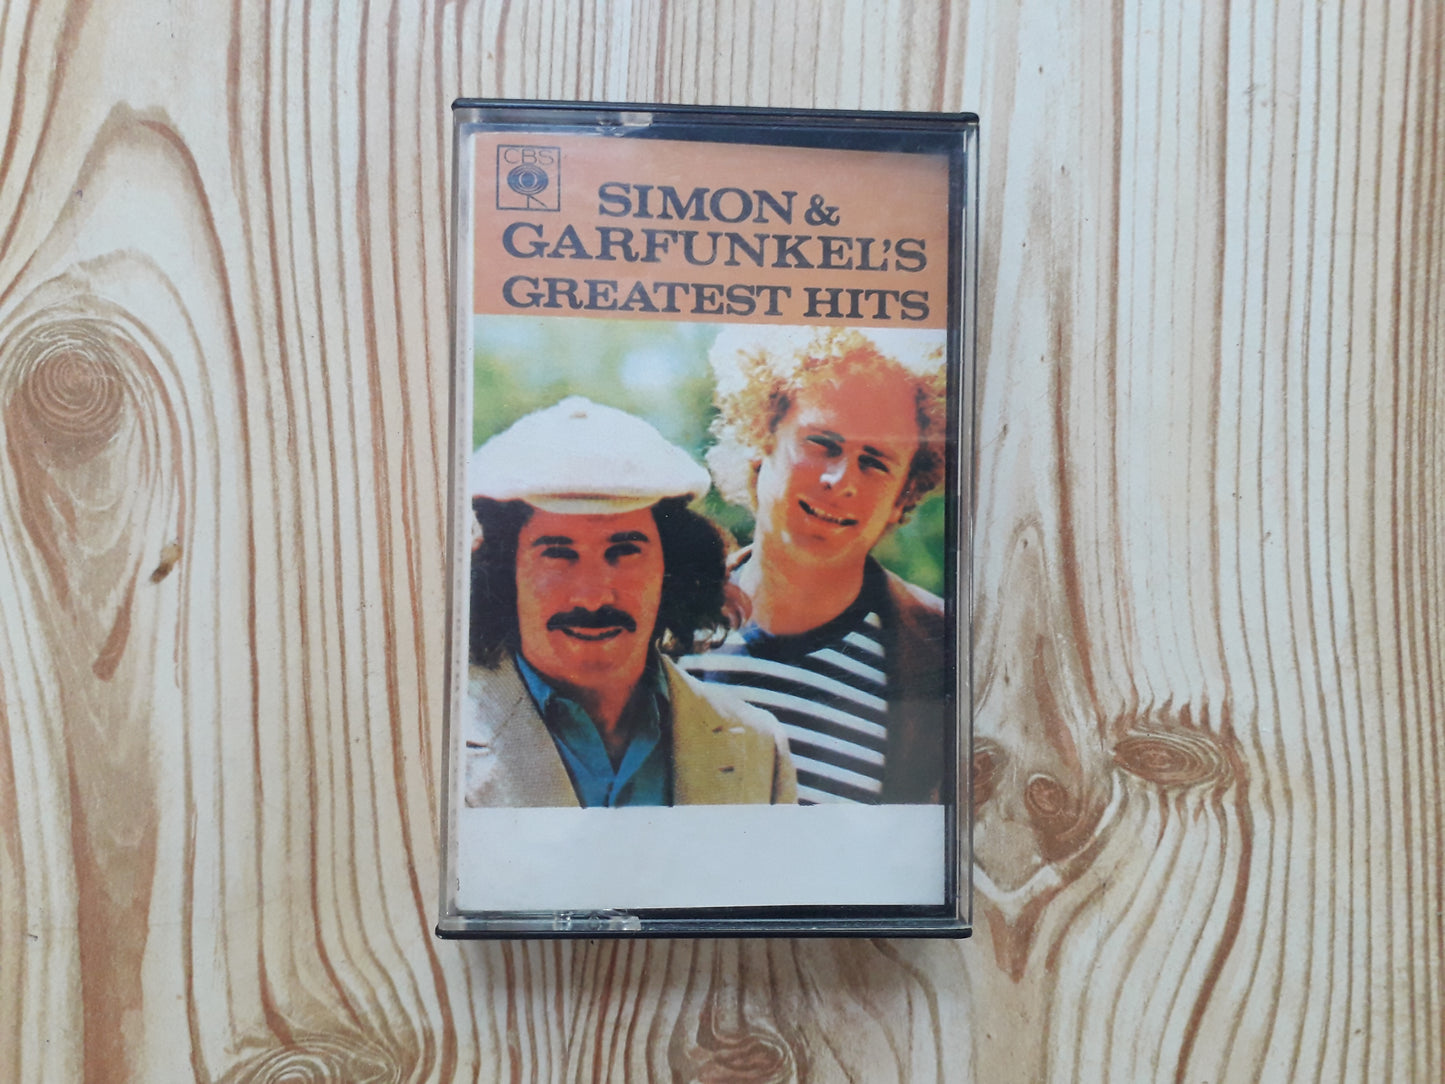 CBS
SIMON &
GARFUNKEL'S
GREATEST HITS